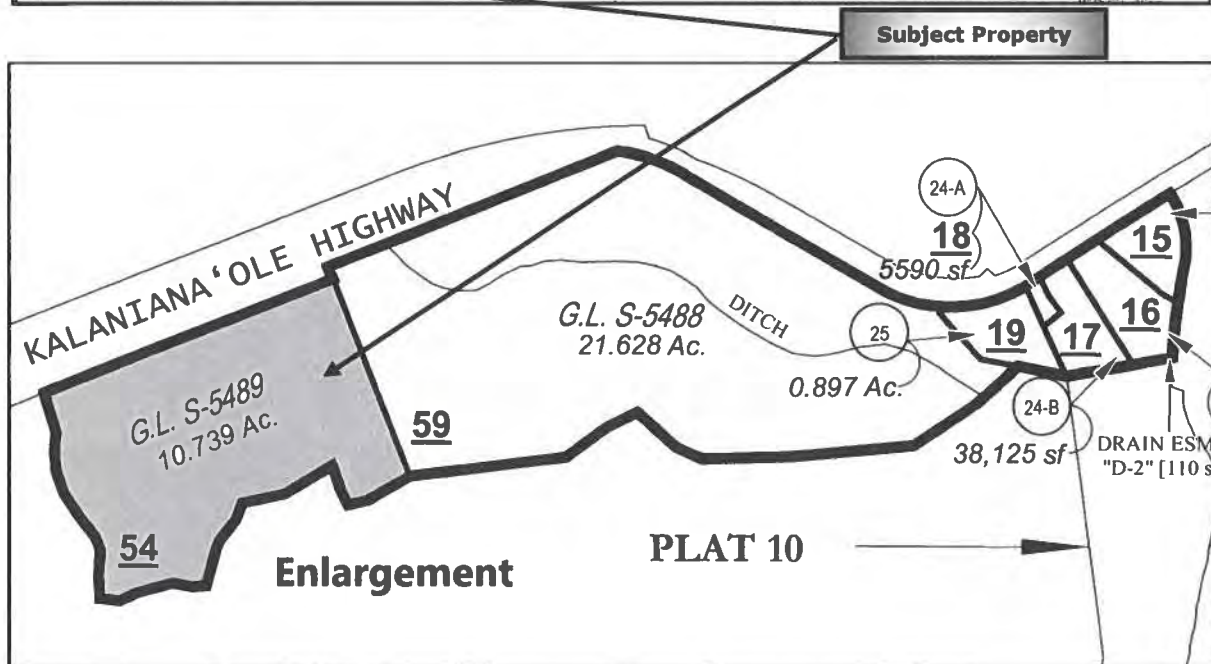 Subject Property
KALANIANA‘OLE HIGHWAY
24-A
18
5590 sf
15
G.L. S-5488
21.628 Ac.
DITCH
25
19
17
16
0.897 Ac.
G.L. S-5489
10.739 Ac.
59
24-B
38,125 sf
DRAIN
"D-2" [110
54
Enlargement
PLAT 10